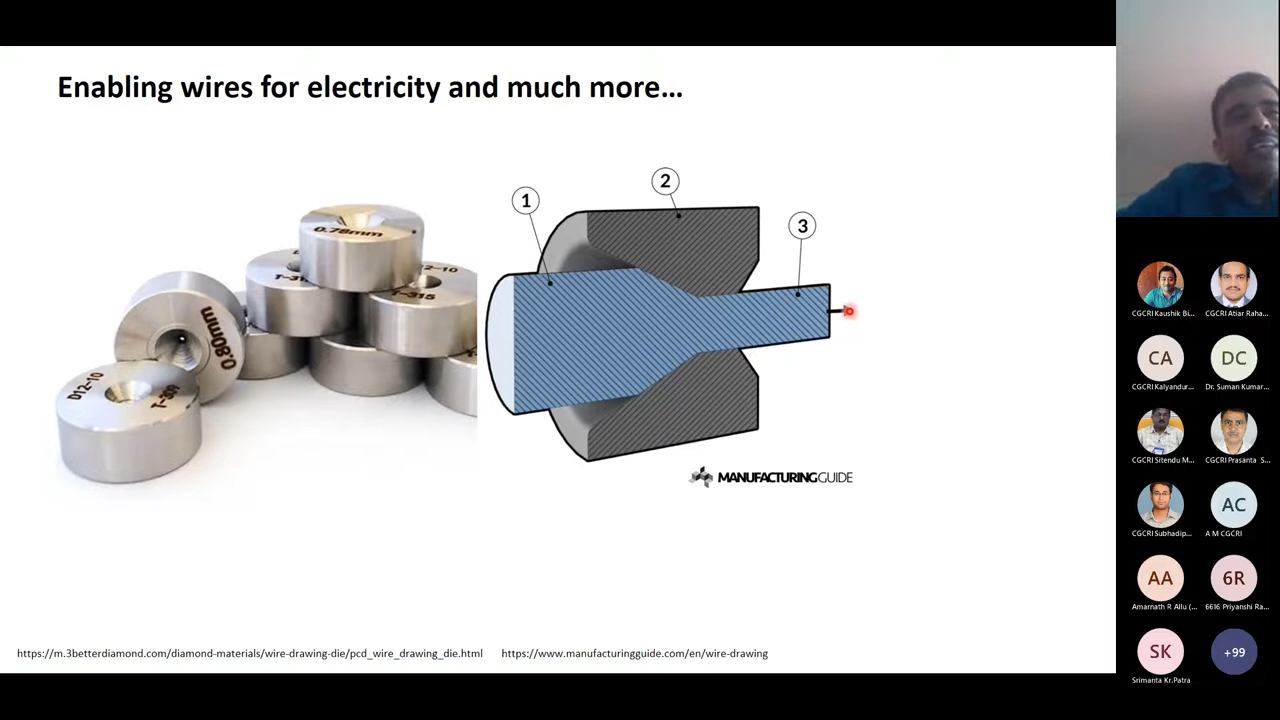 Enabling wires for electricity and much more...
1
2
3
0.78mm
T-315
0.80mm
D12-10
T-309
MANUFACTURINGGUIDE
https://m.3betterdiamond.com/diamond-materials/wire-drawing-die/pcd_wire_drawing_die.html
https://www.manufacturingguide.com/en/wire-drawing
CGCRI Kaushik Bi...
CGCRI Atiar Raha...
CA
DC
CGCRI Kalyandur...
Dr. Suman Kumar...
CGCRI Sitendu M...
CGCRI Prasanta S...
AC
CGCRI Subhadip...
A M CGCRI
AA
6R
Amarnath R Allu (...
6616 Priyanshi Ra...
SK
+99
Srimanta Kr.Patra